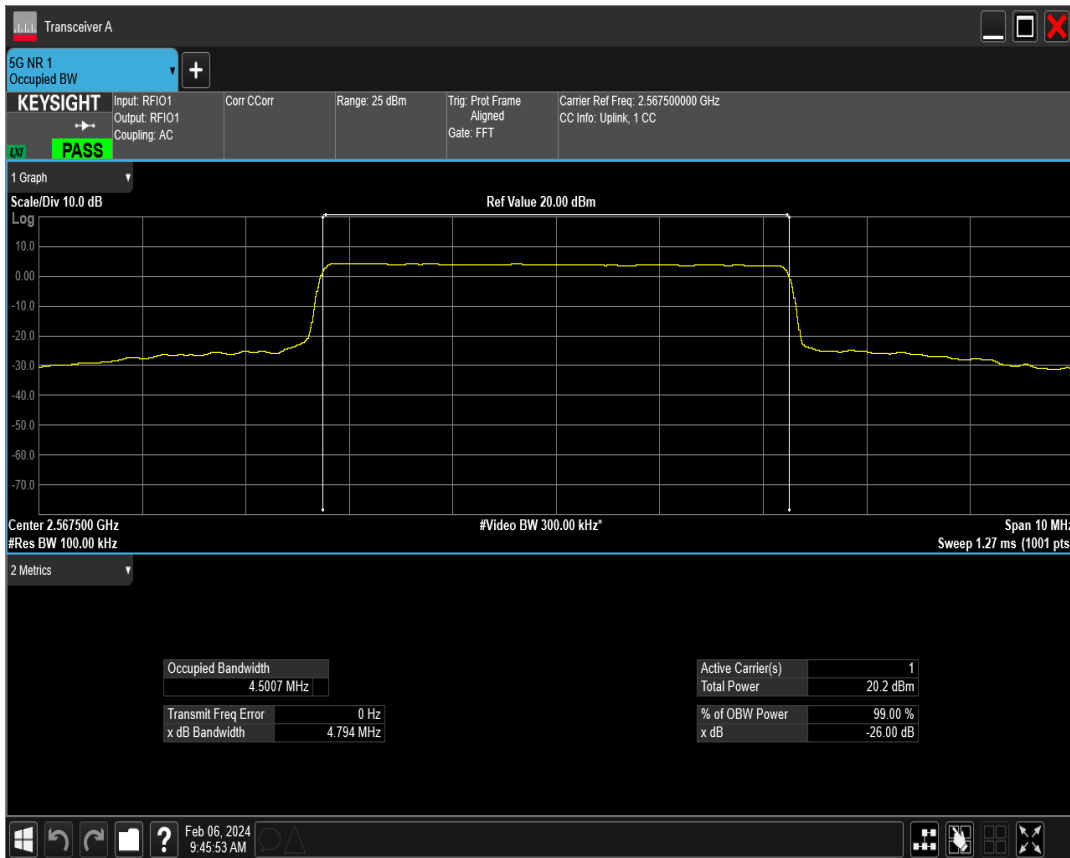 Transceiver A
5G NR 1
Occupied BW
+
KEYSIGHT
LXI
PASS
Input: RFIO1
Output: RFIO1
Coupling: AC
Corr CCorr
Range: 25 dBm
Trig: Prot Frame
Aligned
Gate: FFT
Carrier Ref Freq: 2.567500000 GHz
CC Info: Uplink, 1 CC
1 Graph
Scale/Div 10.0 dB
Ref Value 20.00 dBm
Log
10.0
0.00
-10.0
-20.0
-30.0
-40.0
-50.0
-60.0
-70.0
Center 2.567500 GHz
#Video BW 300.00 kHz*
Span 10 MHz
#Res BW 100.00 kHz
Sweep 1.27 ms (1001 pts
2 Metrics
Occupied Bandwidth
4.5007 MHz
Transmit Freq Error 0 Hz
x dB Bandwidth 4.794 MHz
Active Carrier(s) 1
Total Power 20.2 dBm
% of OBW Power 99.00 %
x dB -26.00 dB
?
Feb 06, 2024
9:45:53 AM